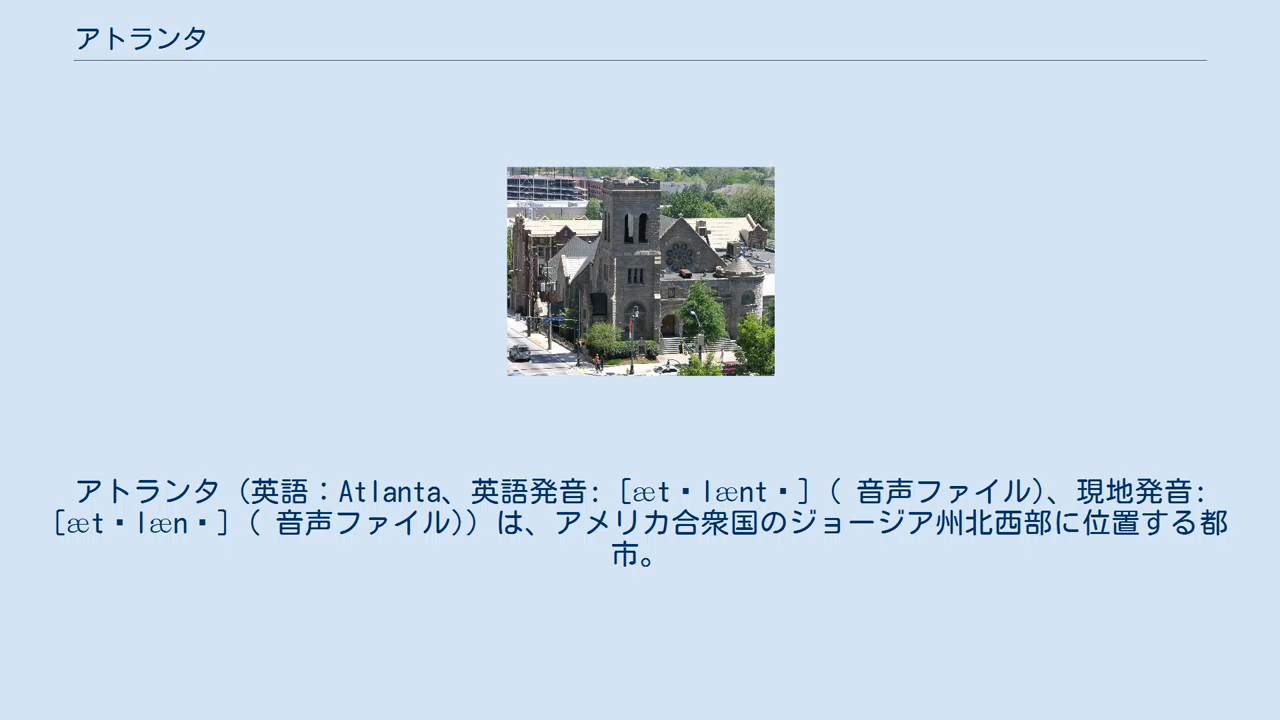 アトランタ
アトランタ（英語：Atlanta、英語発音: [æt▪lænt▪] ( 音声ファイル)、現地発音:
[æt▪læn▪] ( 音声ファイル)）は、アメリカ合衆国のジョージア州北西部に位置する都
市。